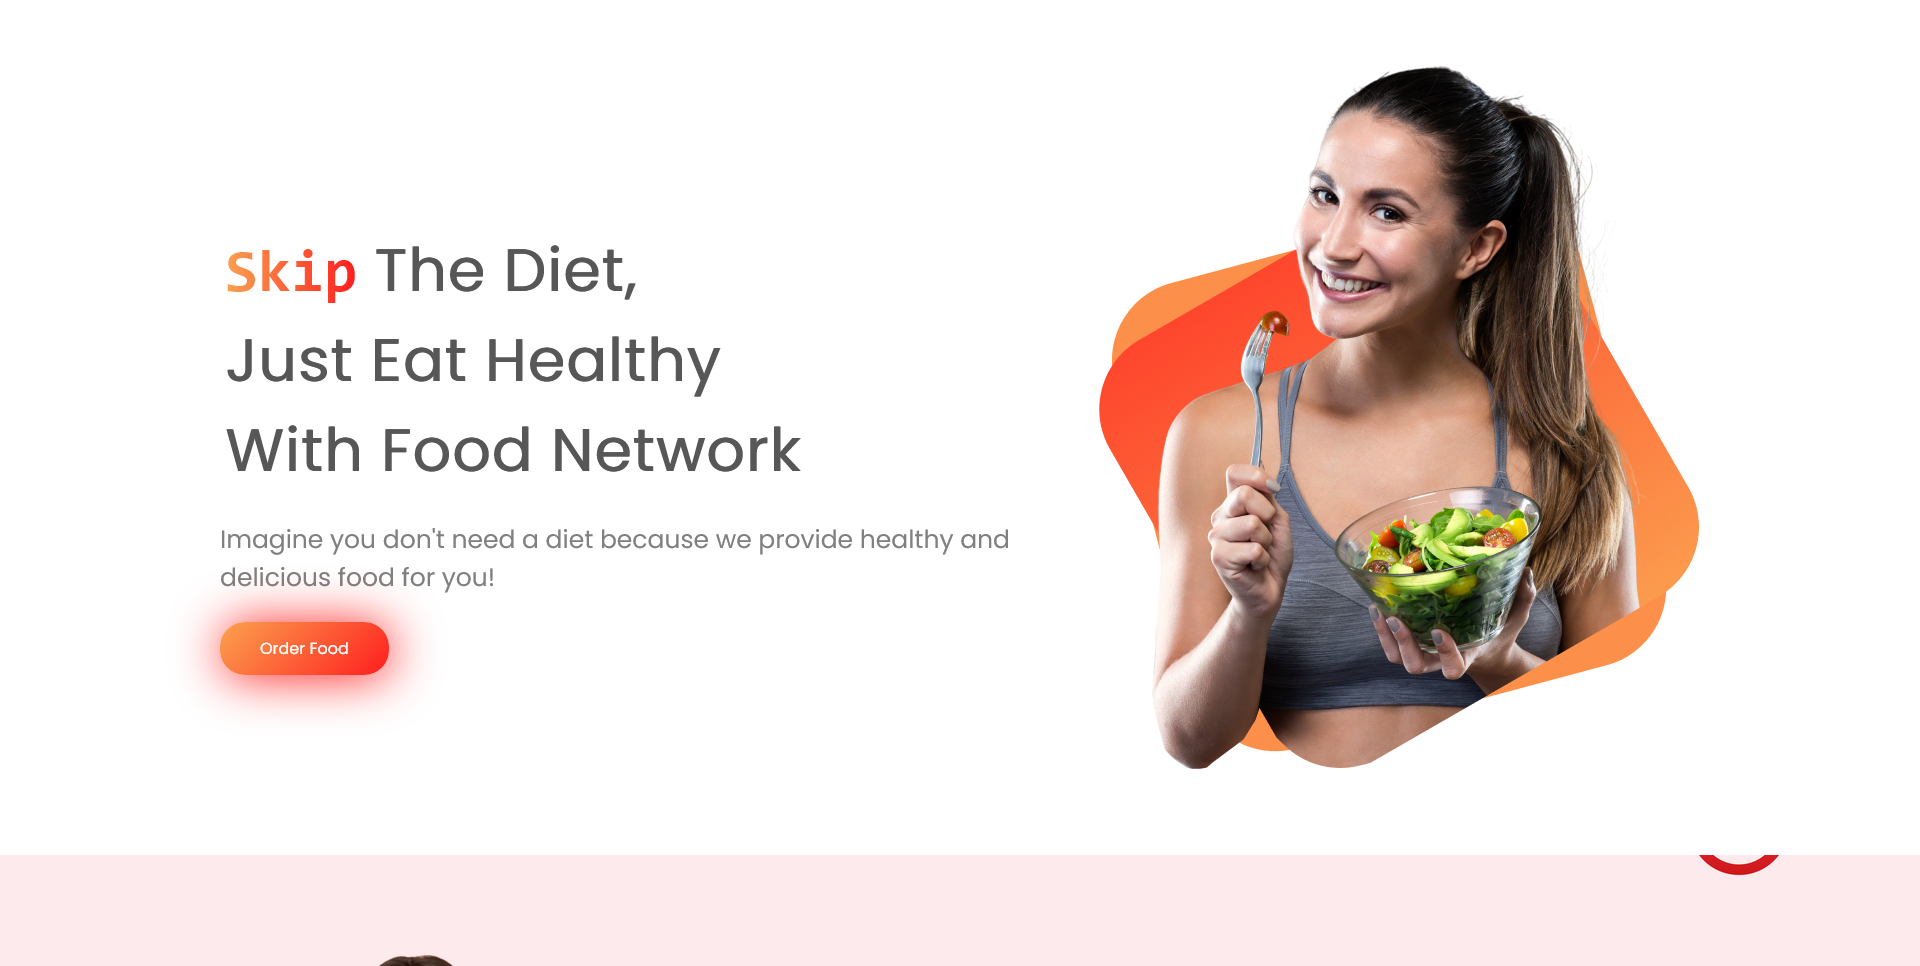 Skip The Diet,
Just Eat Healthy
With Food Network
Imagine you don't need a diet because we provide healthy and
delicious food for you!
Order Food